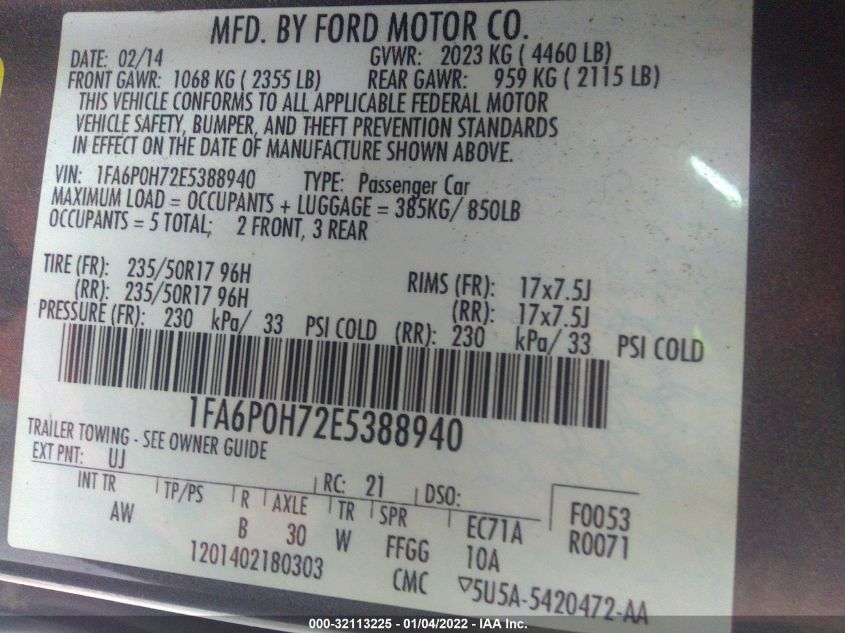 MFD. BY FORD MOTOR CO.
DATE: 02/14 GVWR: 2023 KG ( 4460 LB)
FRONT GAWR: 1068 KG ( 2355 LB) REAR GAWR: 959 KG ( 2115 LB)
THIS VEHICLE CONFORMS TO ALL APPLICABLE FEDERAL MOTOR
VEHICLE SAFETY, BUMPER, AND THEFT PREVENTION STANDARDS
IN EFFECT ON THE DATE OF MANUFACTURE SHOWN ABOVE.
VIN: 1FA6P0H72E5388940 TYPE: Passenger Car
MAXIMUM LOAD = OCCUPANTS + LUGGAGE = 385KG/ 850LB
OCCUPANTS = 5 TOTAL; 2 FRONT, 3 REAR
TIRE (FR): 235/50R17 96H RIMS (FR): 17x7.5J
(RR): 235/50R17 96H (RR): 17x7.5J
PRESSURE (FR): 230 kPa/ 33 PSI COLD (RR): 230 kPa/ 33 PSI COLD
1FA6P0H72E5388940
TRAILER TOWING - SEE OWNER GUIDE
EXT PNT: UJ RC: 21 DSO: F0053
INT TR TP/PS R AXLE TR SPR EC71A R0071
AW B 30 W FFGG 10A
1201402180303 CMC ▽5U5A-5420472-AA
000-32113225 - 01/04/2022 - IAA Inc.